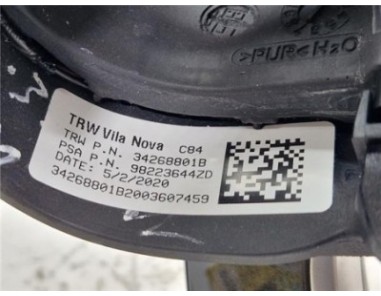 >PUR<H2O
TRW Vila Nova C84
TRW P.N. 34268801B
PSA P.N. 98223644ZD
DATE: 5/2/2020
34268801B2003607459